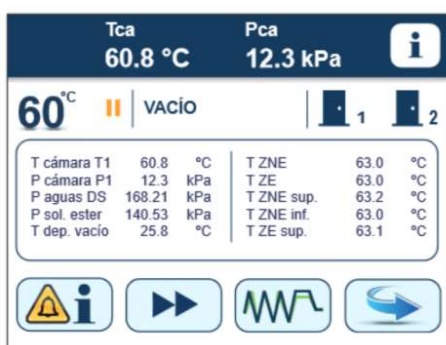 Tca Pca
60.8 °C 12.3 kPa i
60°C VACÍO 1 2
T cámara T1 60.8 °C T ZNE 63.0 °C
P cámara P1 12.3 kPa T ZE 63.0 °C
P aguas DS 168.21 kPa T ZNE sup. 63.2 °C
P sol. ester 140.53 kPa T ZNE inf. 63.0 °C
T dep. vacío 25.8 °C T ZE sup. 63.1 °C
i